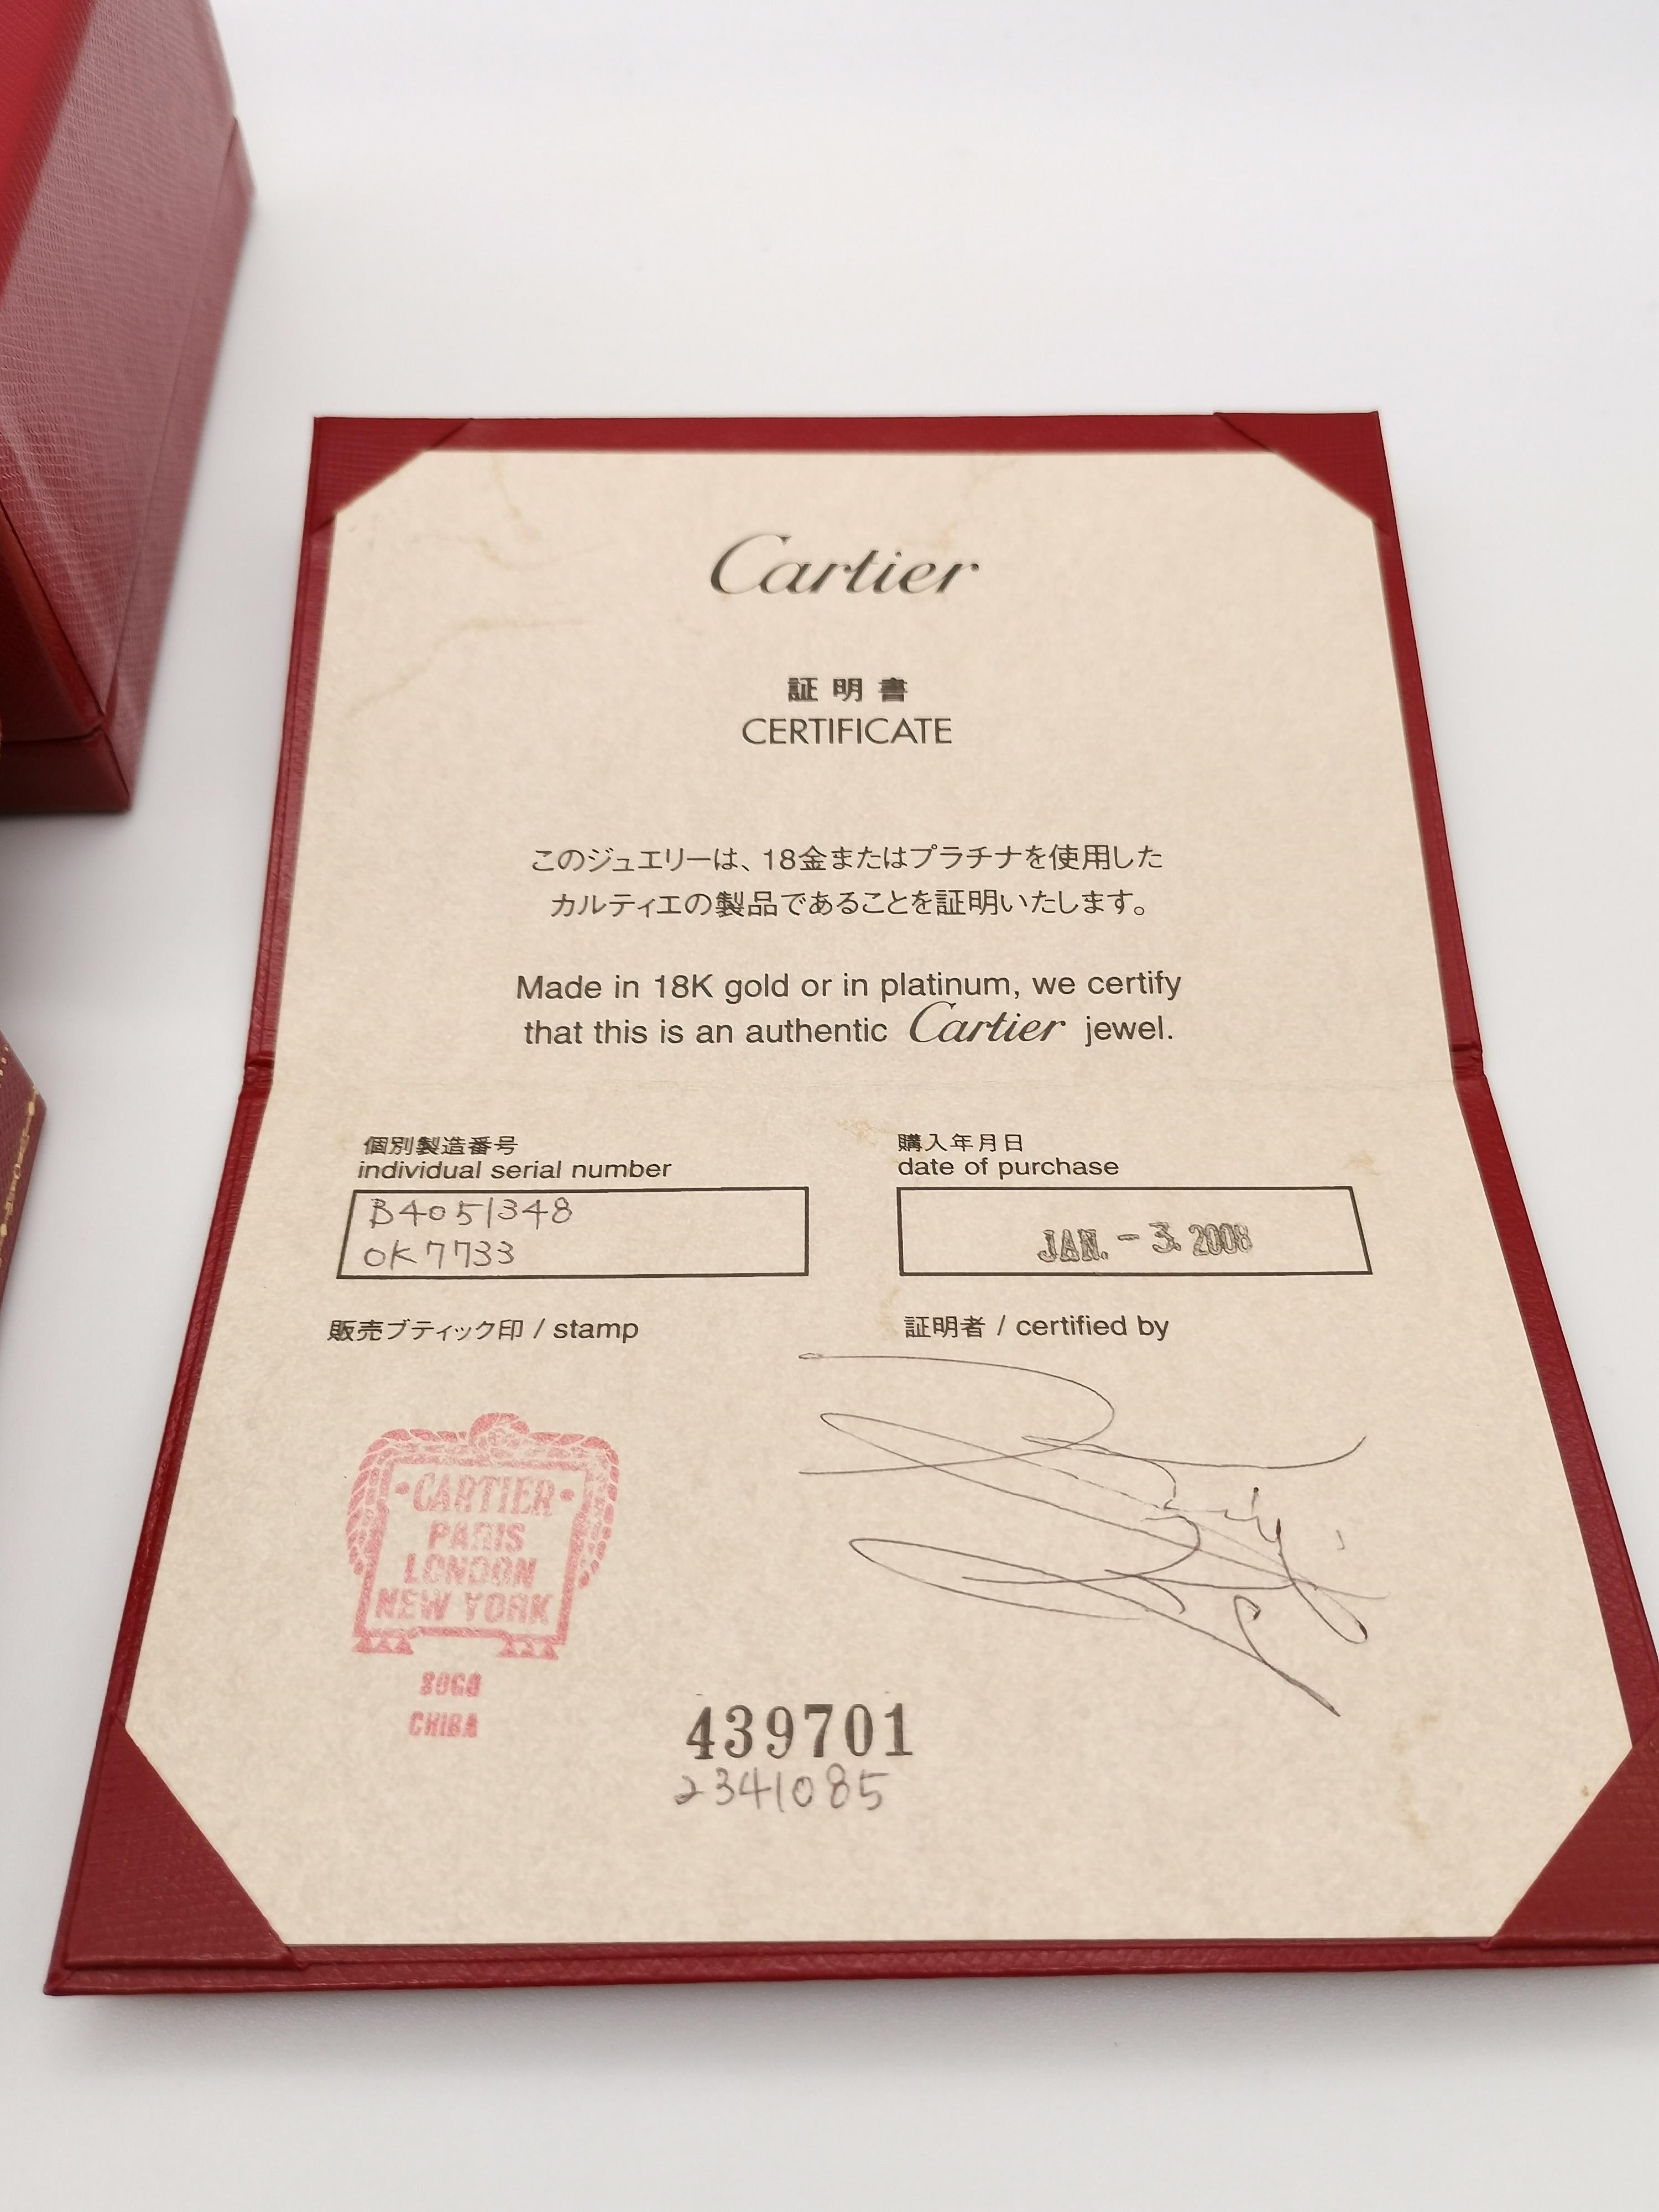 Cartier
証明書
CERTIFICATE
このジュエリーは、18金またはプラチナを使用した
カルティエの製品であることを証明いたします。
Made in 18K gold or in platinum, we certify
that this is an authentic Cartier jewel.
個別製造番号
individual serial number
B4051348
OK7733
購入年月日
date of purchase
JAN. - 3. 2008
販売ブティック印 / stamp
証明者 / certified by
・CARTIER・
PARIS
LONDON
NEW YORK
SOGO
CHIBA
439701
2341085